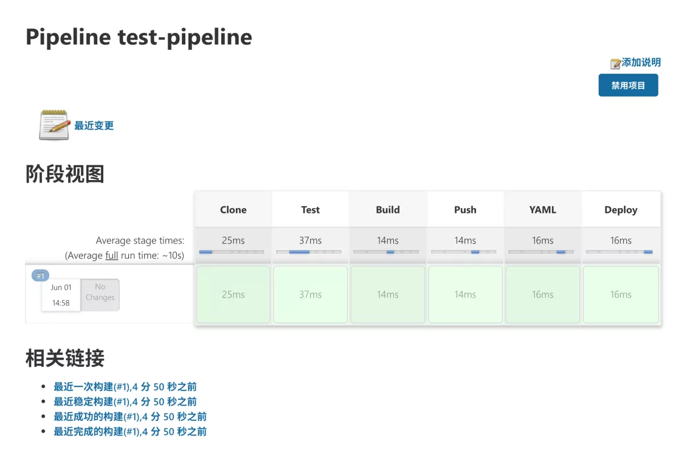 Pipeline test-pipeline
添加说明
禁用项目
最近变更
阶段视图
Clone Test Build Push YAML Deploy
Average stage times: 25ms 37ms 14ms 14ms 16ms 16ms
(Average full run time: ~10s)
#1
Jun 01 No
14:58 Changes
25ms 37ms 14ms 14ms 16ms 16ms
相关链接
最近一次构建(#1),4 分 50 秒之前
最近稳定构建(#1),4 分 50 秒之前
最近成功的构建(#1),4 分 50 秒之前
最近完成的构建(#1),4 分 50 秒之前